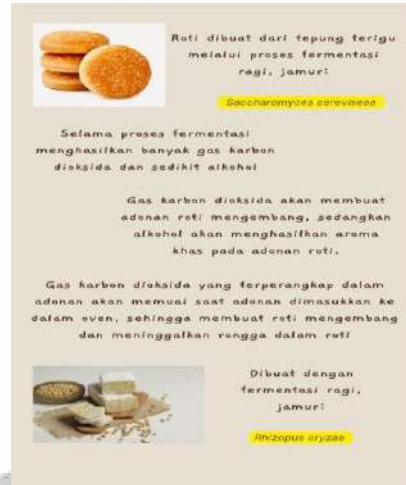 Roti dibuat dari tepung terigu
melalui proses fermentasi
ragi, jamur:
Saccharomyces cereviseae
Selama proses fermentasi
menghasilkan banyak gas karbon
dioksida dan sedikit alkohol
Gas karbon dioksida akan membuat
adonan roti mengembang, sedangkan
alkohol akan menghasilkan aroma
khas pada adonan roti.
Gas karbon dioksida yang terperangkap dalam
adonan akan memuai saat adonan dimasukkan ke
dalam oven, sehingga membuat roti mengembang
dan meninggalkan rongga dalam roti
Dibuat dengan
fermentasi ragi,
jamur:
Rhizopus oryzae